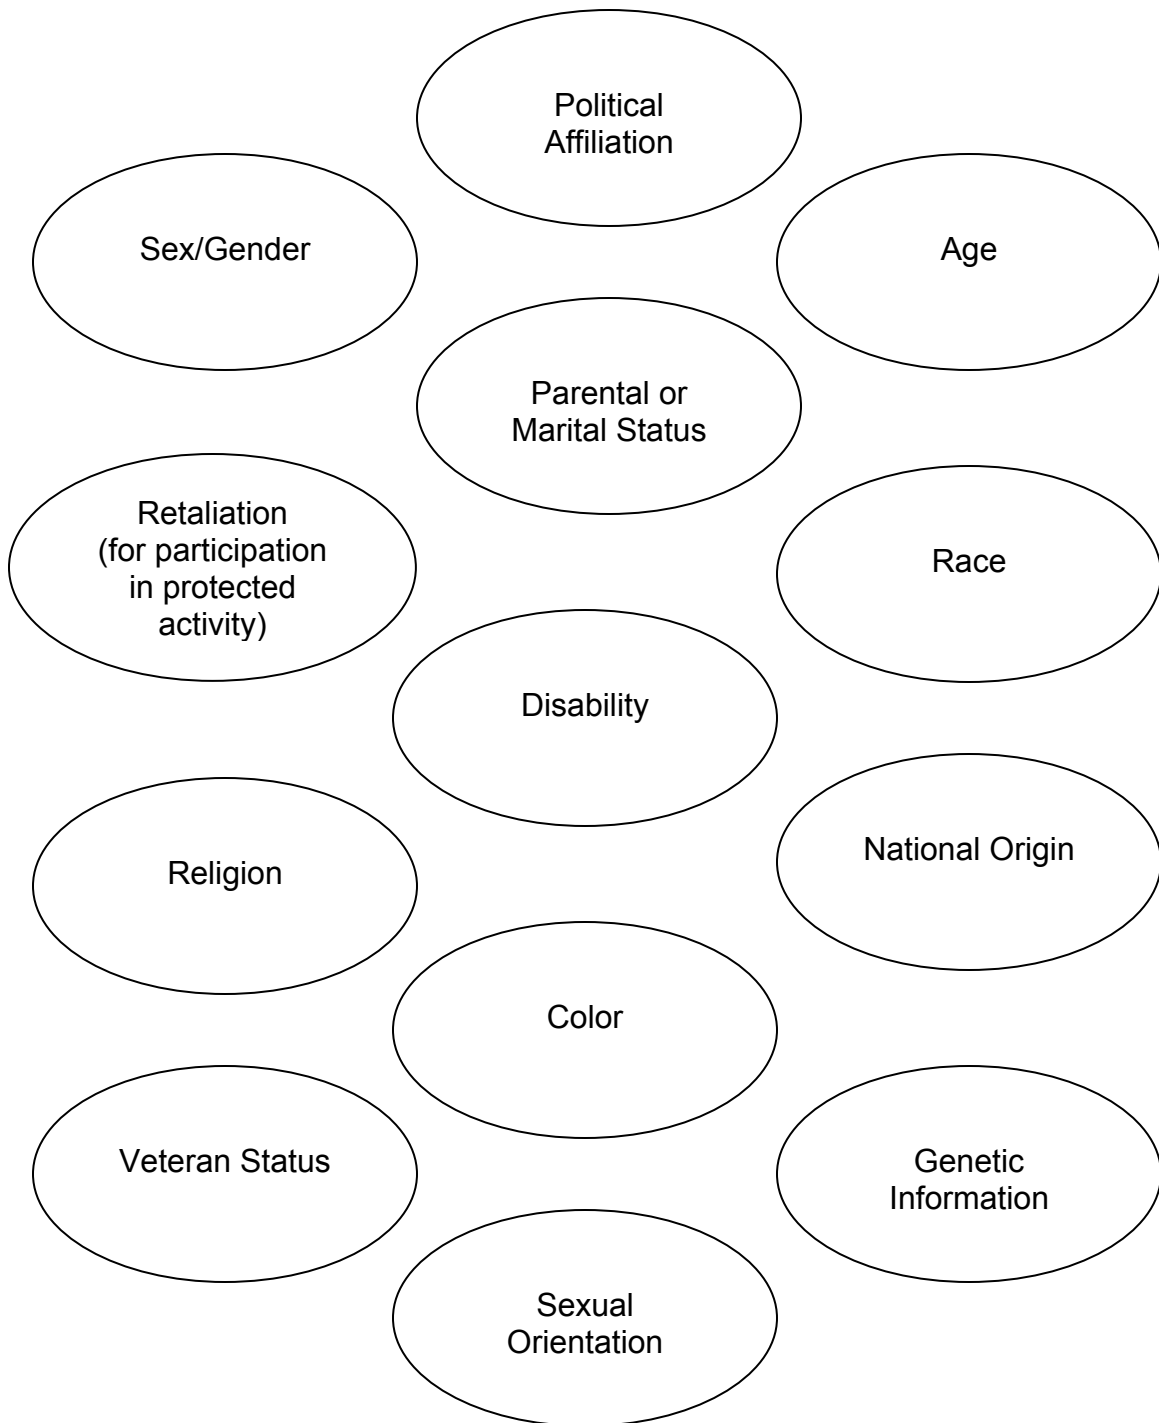 Political
Affiliation
Sex/Gender
Age
Parental or
Marital Status
Retaliation
(for participation
in protected
activity)
Race
Disability
National Origin
Religion
Color
Veteran Status
Genetic
Information
Sexual
Orientation